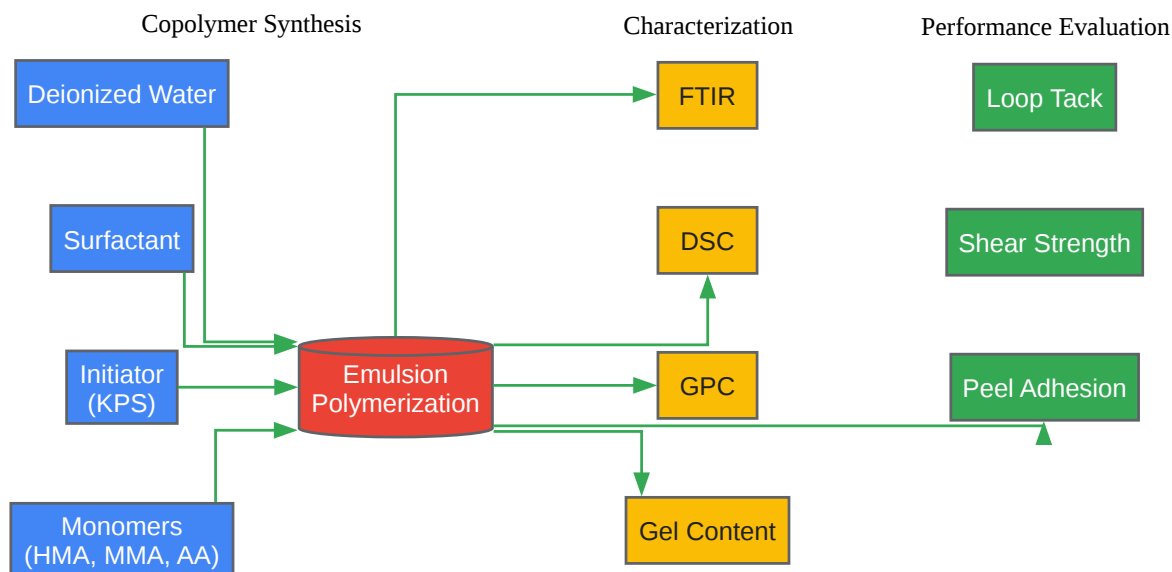 Copolymer Synthesis
Characterization
Performance Evaluation
Deionized Water
FTIR
Loop Tack
Surfactant
DSC
Shear Strength
Initiator
(KPS)
Emulsion
Polymerization
GPC
Peel Adhesion
Monomers
(HMA, MMA, AA)
Gel Content